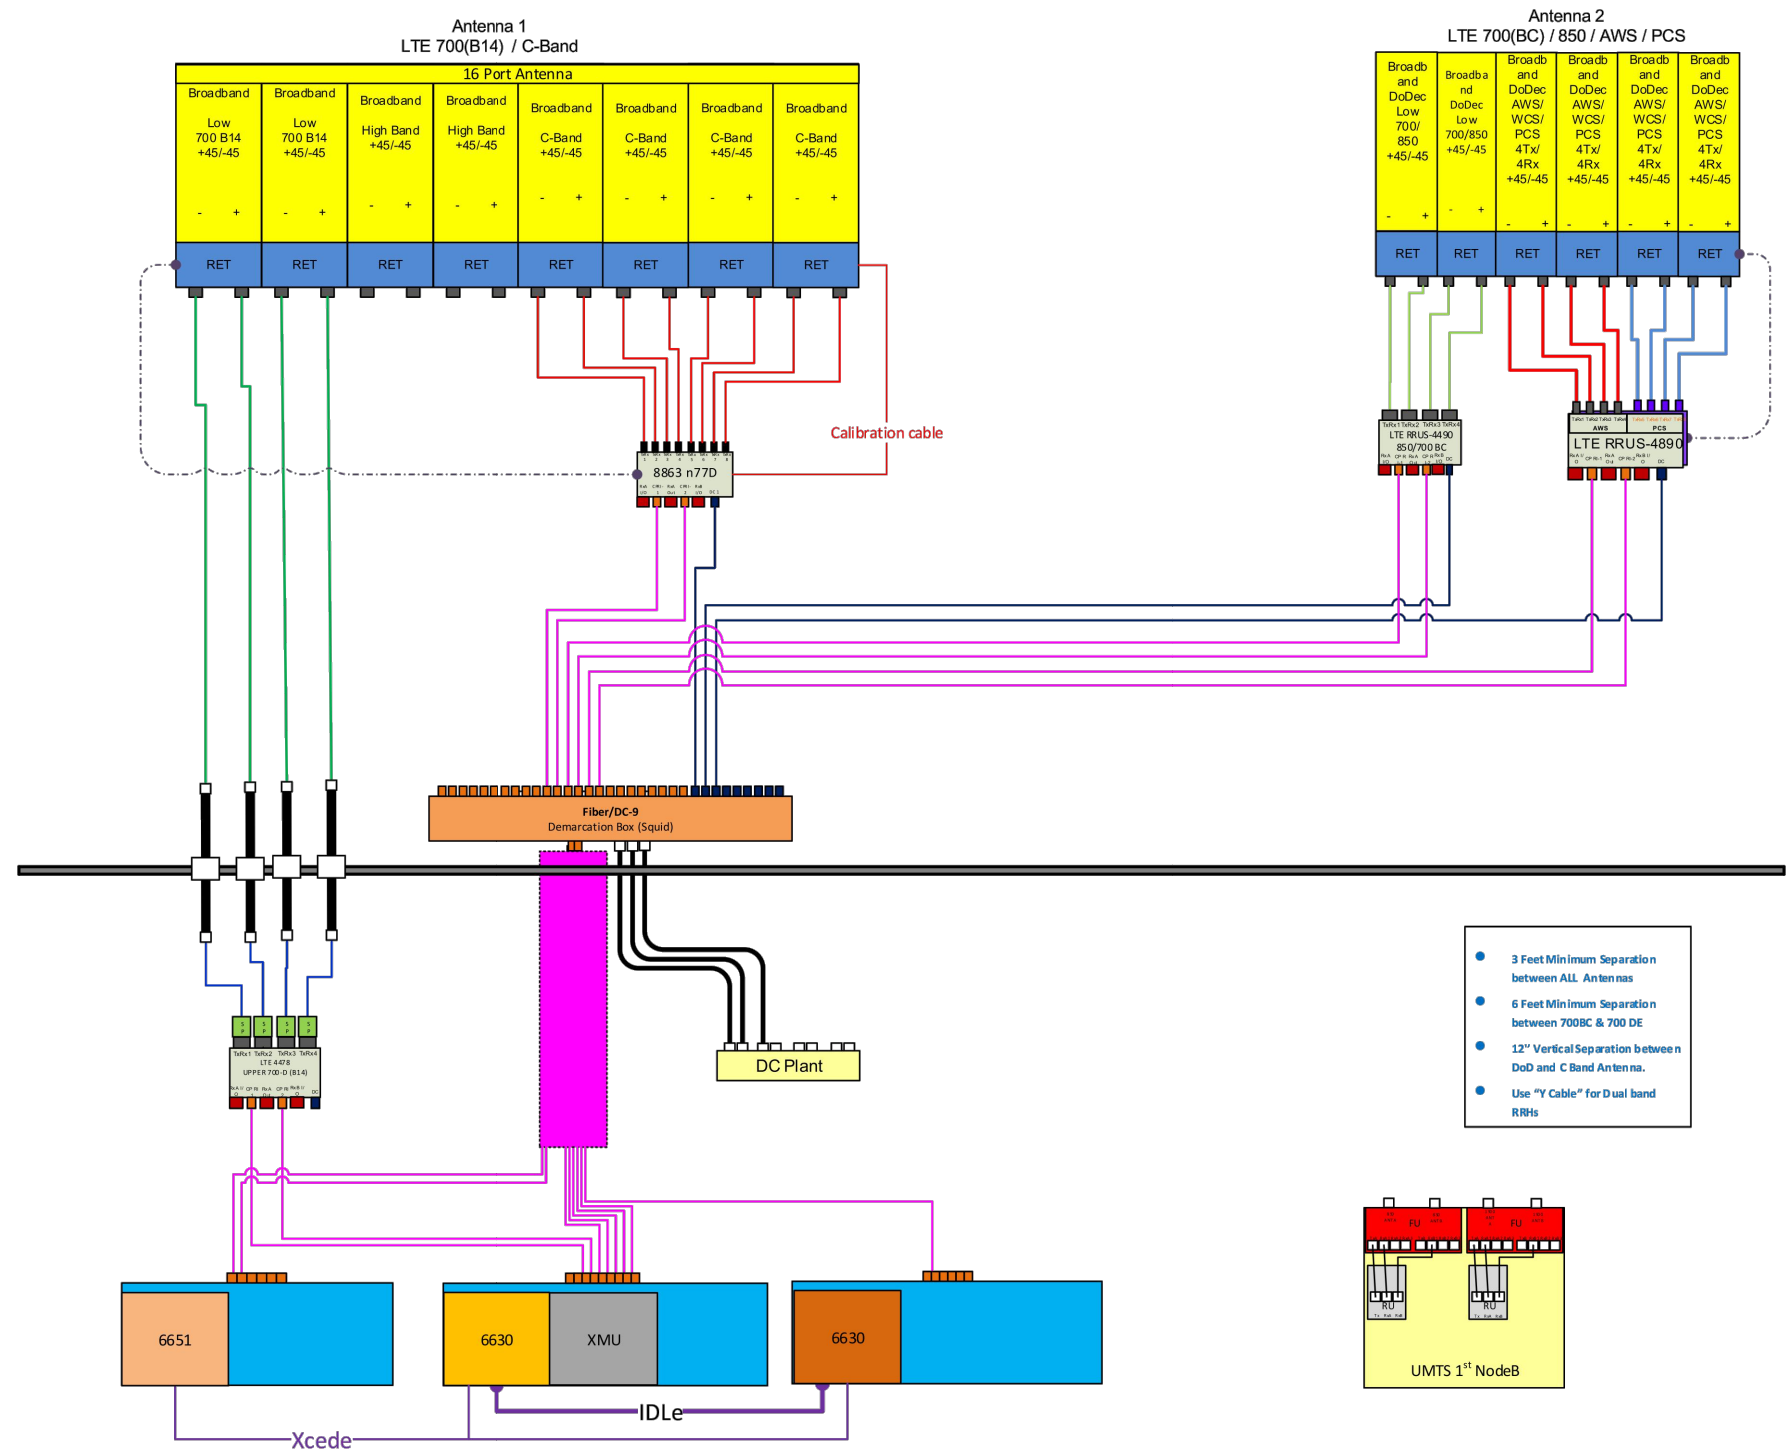 Antenna 1
LTE 700(B14) / C-Band
16 Port Antenna
Broadband
Low
700 B14
+45/-45
- +
RET
Broadband
Low
700 B14
+45/-45
- +
RET
Broadband
High Band
+45/-45
- +
RET
Broadband
High Band
+45/-45
- +
RET
Broadband
C-Band
+45/-45
- +
RET
Broadband
C-Band
+45/-45
- +
RET
Broadband
C-Band
+45/-45
- +
RET
Broadband
C-Band
+45/-45
- +
RET
Antenna 2
LTE 700(BC) / 850 / AWS / PCS
Broadb
and
DoDec
Low
700/
850
+45/-45
- +
RET
Broadba
nd
DoDec
Low
700/850
+45/-45
- +
RET
Broadb
and
DoDec
AWS/
WCS/
PCS
4Tx/
4Rx
+45/-45
- +
RET
Broadb
and
DoDec
AWS/
WCS/
PCS
4Tx/
4Rx
+45/-45
- +
RET
Broadb
and
DoDec
AWS/
WCS/
PCS
4Tx/
4Rx
+45/-45
- +
RET
Broadb
and
DoDec
AWS/
WCS/
PCS
4Tx/
4Rx
+45/-45
- +
RET
Calibration cable
8863 n77D
TxRx1 TxRx2 TxRx3 TxRx4
LTE RRUS-4490
850/700 BC
AWS PCS
LTE RRUS-4890
Fiber/DC-9
Demarcation Box (Squid)
DC Plant
TxRx1 TxRx2 TxRx3 TxRx4
LTE 4478
UPPER 700-D (B14)
3 Feet Minimum Separation
between ALL Antennas
6 Feet Minimum Separation
between 700BC & 700 DE
12'' Vertical Separation between
DoD and C Band Antenna.
Use “Y Cable” for Dual band
RRHs
6651
6630
XMU
6630
IDLe
Xcede
FU
FU
RU
RU
UMTS 1st NodeB